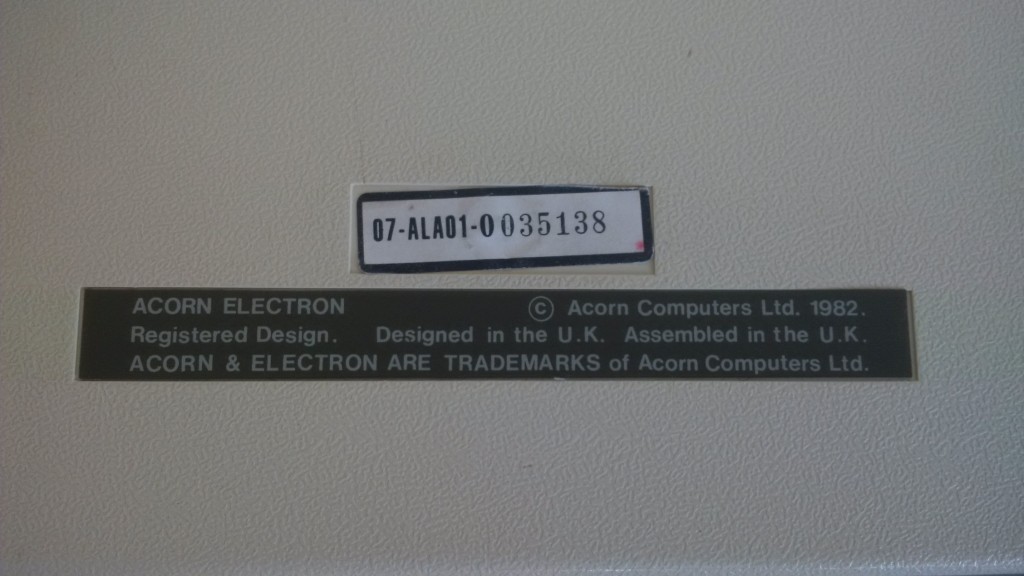 07-ALA01-0035138
ACORN ELECTRON © Acorn Computers Ltd. 1982.
Registered Design. Designed in the U.K. Assembled in the U.K.
ACORN & ELECTRON ARE TRADEMARKS of Acorn Computers Ltd.